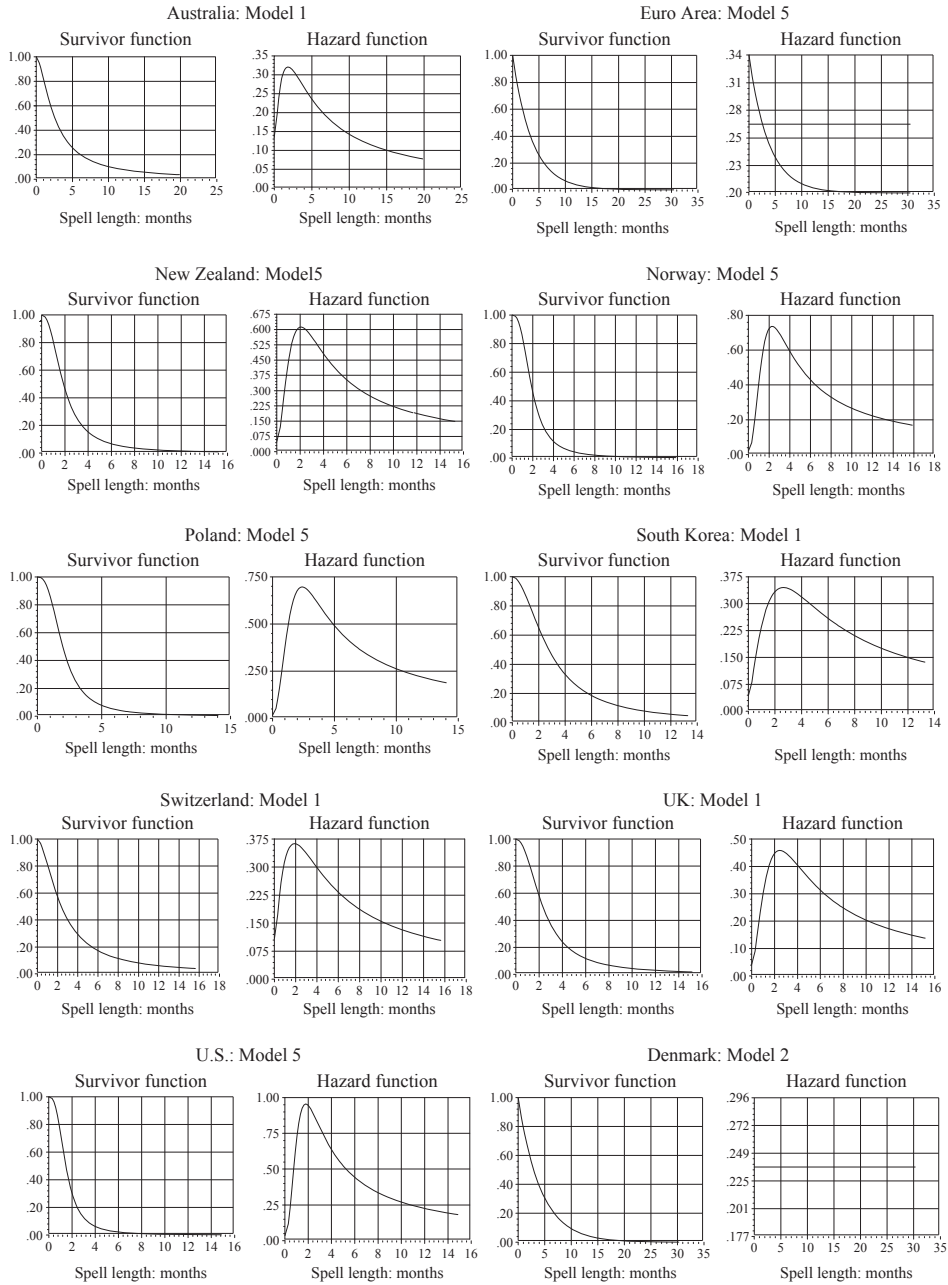 Australia: Model 1
Survivor function
1.00
.80
.60
.40
.20
.00
0 5 10 15 20 25
Spell length: months
Hazard function
.35
.30
.25
.20
.15
.10
.05
.00
0 5 10 15 20 25
Spell length: months
Euro Area: Model 5
Survivor function
1.00
.80
.60
.40
.20
.00
0 5 10 15 20 25 30 35
Spell length: months
Hazard function
.34
.31
.28
.25
.23
.20
0 5 10 15 20 25 30 35
Spell length: months
New Zealand: Model5
Survivor function
1.00
.80
.60
.40
.20
.00
0 2 4 6 8 10 12 14 16
Spell length: months
Hazard function
.675
.600
.525
.450
.375
.300
.225
.150
.075
.000
0 2 4 6 8 10 12 14 16
Spell length: months
Norway: Model 5
Survivor function
1.00
.80
.60
.40
.20
.00
0 2 4 6 8 10 12 14 16 18
Spell length: months
Hazard function
.80
.60
.40
.20
.00
0 2 4 6 8 10 12 14 16 18
Spell length: months
Poland: Model 5
Survivor function
1.00
.80
.60
.40
.20
.00
0 5 10 15
Spell length: months
Hazard function
.750
.500
.250
.000
0 5 10 15
Spell length: months
South Korea: Model 1
Survivor function
1.00
.80
.60
.40
.20
.00
0 2 4 6 8 10 12 14
Spell length: months
Hazard function
.375
.300
.225
.150
.075
.000
0 2 4 6 8 10 12 14
Spell length: months
Switzerland: Model 1
Survivor function
1.00
.80
.60
.40
.20
.00
0 2 4 6 8 10 12 14 16 18
Spell length: months
Hazard function
.375
.300
.225
.150
.075
.000
0 2 4 6 8 10 12 14 16 18
Spell length: months
UK: Model 1
Survivor function
1.00
.80
.60
.40
.20
.00
0 2 4 6 8 10 12 14 16
Spell length: months
Hazard function
.50
.40
.30
.20
.10
.00
0 2 4 6 8 10 12 14 16
Spell length: months
U.S.: Model 5
Survivor function
1.00
.80
.60
.40
.20
.00
0 2 4 6 8 10 12 14 16
Spell length: months
Hazard function
1.00
.75
.50
.25
.00
0 2 4 6 8 10 12 14 16
Spell length: months
Denmark: Model 2
Survivor function
1.00
.80
.60
.40
.20
.00
0 5 10 15 20 25 30 35
Spell length: months
Hazard function
.296
.272
.249
.225
.201
.177
0 5 10 15 20 25 30 35
Spell length: months